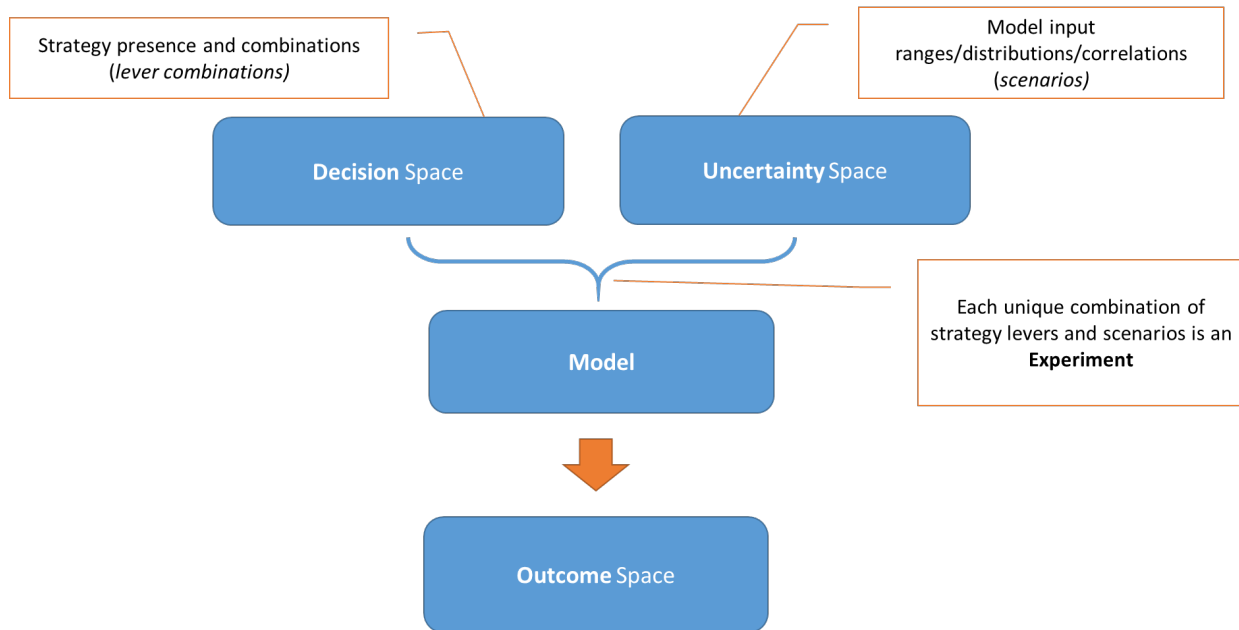 Strategy presence and combinations
(lever combinations)
Model input
ranges/distributions/correlations
(scenarios)
Decision Space
Uncertainty Space
Each unique combination of
strategy levers and scenarios is an
Experiment
Model
Outcome Space